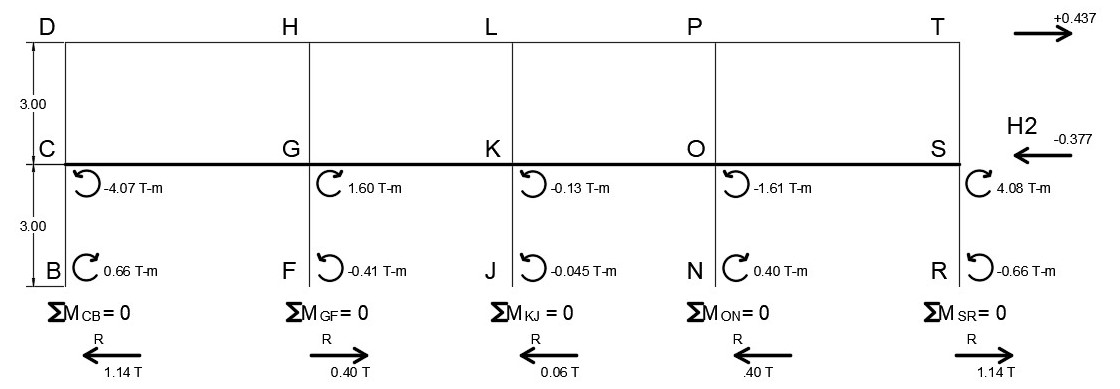 D H L P T +0.437
3.00
H2
-0.377
C G K O S
-4.07 T-m 1.60 T-m -0.13 T-m -1.61 T-m 4.08 T-m
3.00
B 0.66 T-m F -0.41 T-m J -0.045 T-m N 0.40 T-m R -0.66 T-m
ΣMCB= 0 ΣMGF= 0 ΣMKJ = 0 ΣMON= 0 ΣMSR= 0
R R R R R
1.14 T 0.40 T 0.06 T .40 T 1.14 T